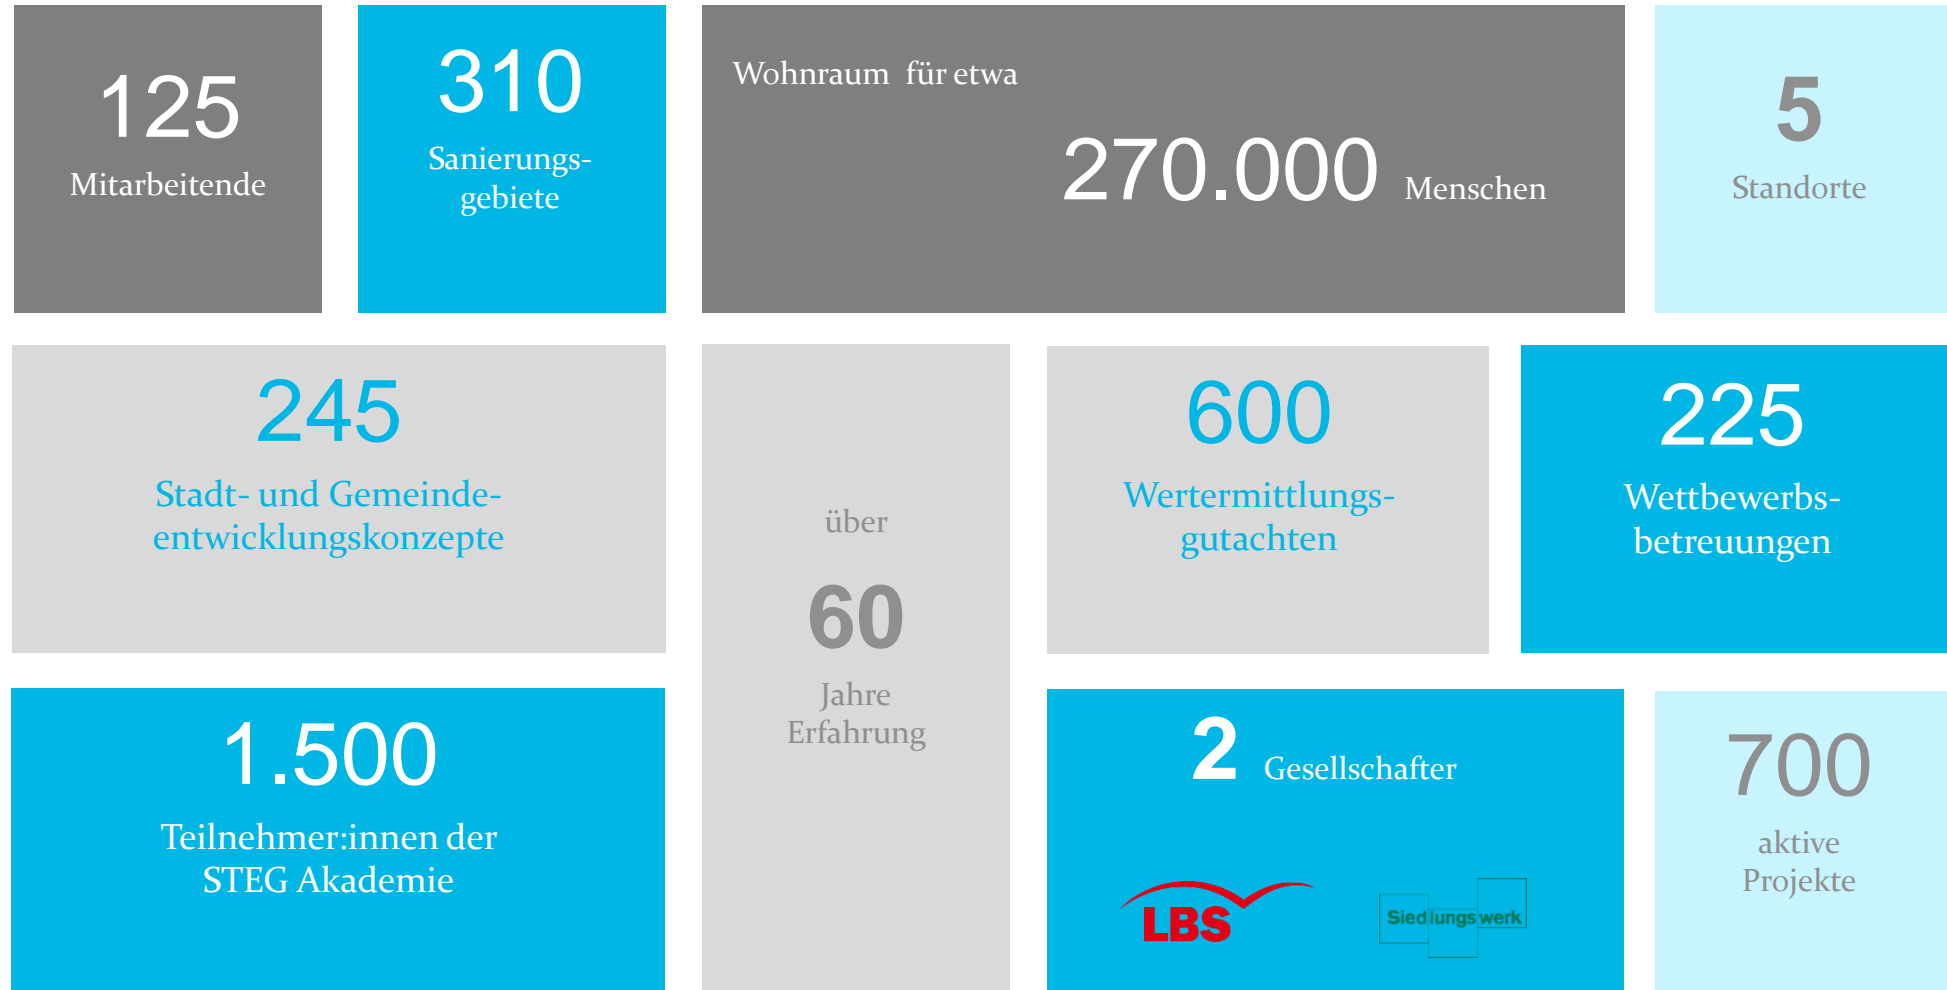 125
Mitarbeitende
310
Sanierungs-
gebiete
Wohnraum für etwa
270.000 Menschen
5
Standorte
245
Stadt- und Gemeinde-
entwicklungskonzepte
über
60
Jahre
Erfahrung
600
Wertermittlungs-
gutachten
225
Wettbewerbs-
betreuungen
1.500
Teilnehmer:innen der
STEG Akademie
2 Gesellschafter
LBS
Siedlungswerk
700
aktive
Projekte